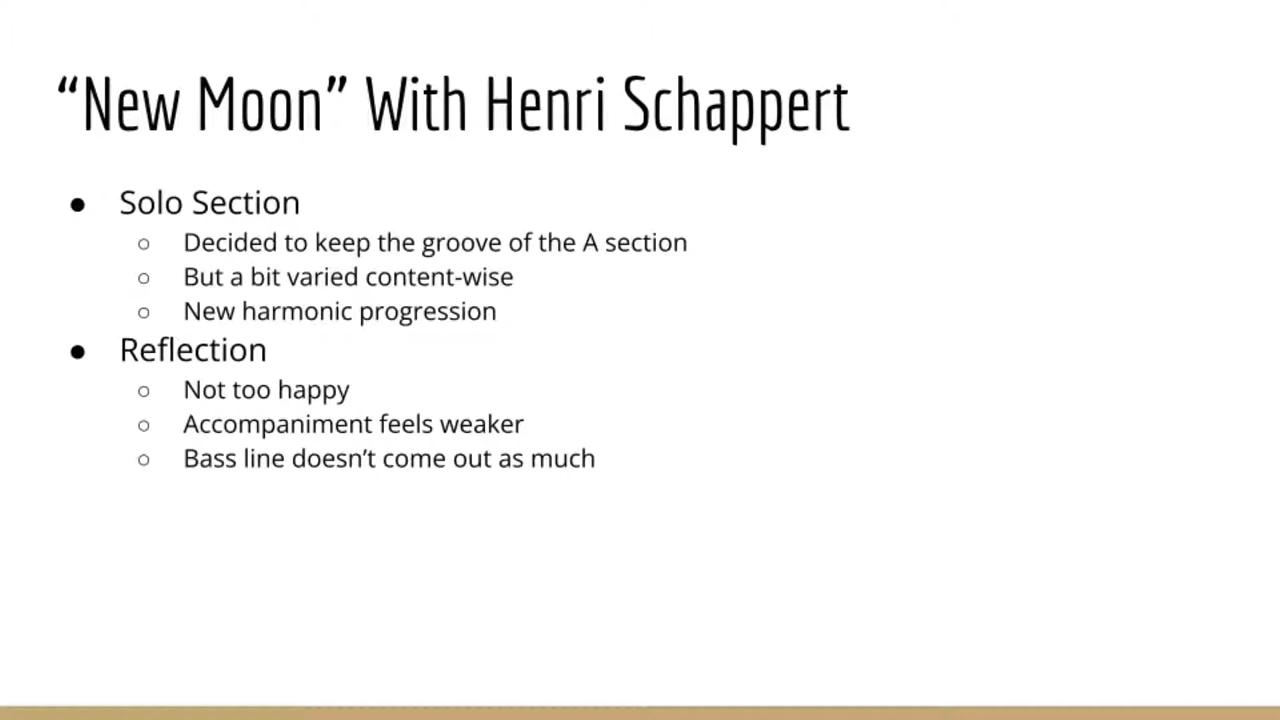 “New Moon” With Henri Schappert
● Solo Section
○ Decided to keep the groove of the A section
○ But a bit varied content-wise
○ New harmonic progression
● Reflection
○ Not too happy
○ Accompaniment feels weaker
○ Bass line doesn’t come out as much